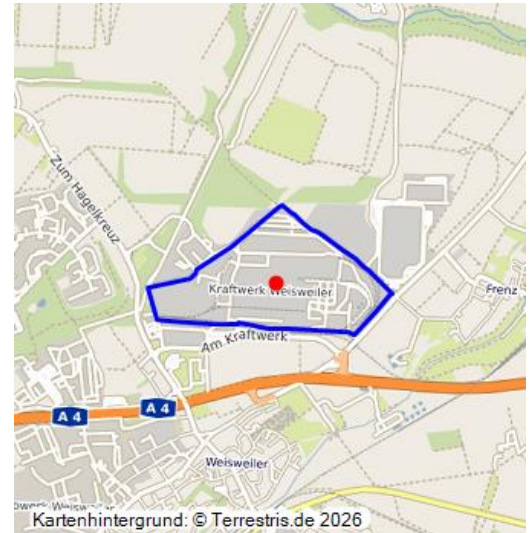 Zum Hagelkreuz
Kraftwerk Weisweiler
Frenz
Am Kraftwerk
A 4
A 4
Weisweiler
Kartenhintergrund: © Terrestris.de 2026